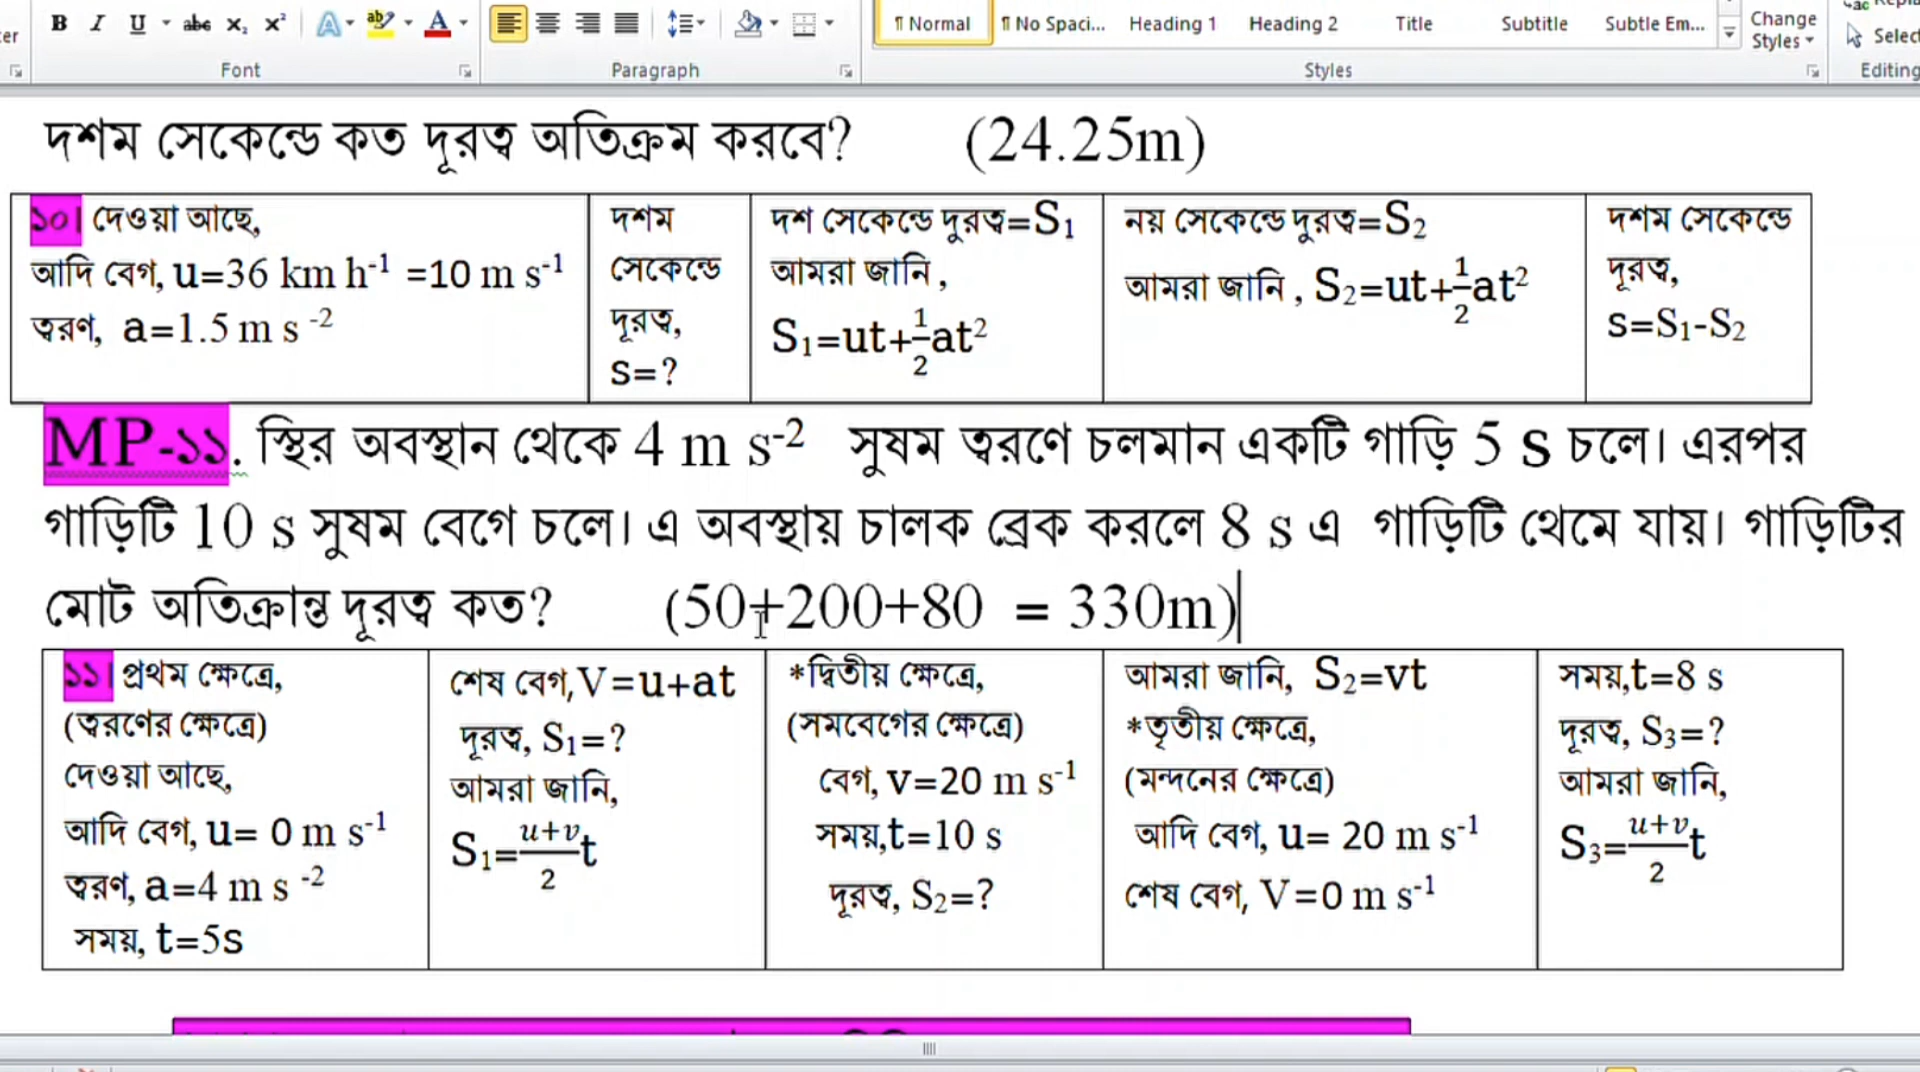 B I U abc x₂ x² A ab A
¶ Normal ¶ No Spaci... Heading 1 Heading 2 Title Subtitle Subtle Em... Change Styles Select
Font Paragraph Styles Editing
দশম সেকেন্ডে কত দূরত্ব অতিক্রম করবে? (24.25m)
১০। দেওয়া আছে,
আদি বেগ, u=36 km h⁻¹ =10 m s⁻¹
ত্বরণ, a=1.5 m s ⁻²
দশম
সেকেন্ডে
দূরত্ব,
s=?
দশ সেকেন্ডে দুরত্ব=S₁
আমরা জানি ,
S₁=ut+½at²
নয় সেকেন্ডে দুরত্ব=S₂
আমরা জানি , S₂=ut+½at²
দশম সেকেন্ডে
দূরত্ব,
s=S₁-S₂
MP-১১. স্থির অবস্থান থেকে 4 m s⁻² সুষম ত্বরণে চলমান একটি গাড়ি 5 s চলে। এরপর
গাড়িটি 10 s সুষম বেগে চলে। এ অবস্থায় চালক ব্রেক করলে 8 s এ গাড়িটি থেমে যায়। গাড়িটির
মোট অতিক্রান্ত দূরত্ব কত? (50+200+80 = 330m)
১১। প্রথম ক্ষেত্রে,
(ত্বরণের ক্ষেত্রে)
দেওয়া আছে,
আদি বেগ, u= 0 m s⁻¹
ত্বরণ, a=4 m s ⁻²
সময়, t=5s
শেষ বেগ,V=u+at
দূরত্ব, S₁=?
আমরা জানি,
S₁=(u+v)/2 t
*দ্বিতীয় ক্ষেত্রে,
(সমবেগের ক্ষেত্রে)
বেগ, v=20 m s⁻¹
সময়,t=10 s
দূরত্ব, S₂=?
আমরা জানি, S₂=vt
*তৃতীয় ক্ষেত্রে,
(মন্দনের ক্ষেত্রে)
আদি বেগ, u= 20 m s⁻¹
শেষ বেগ, V=0 m s⁻¹
সময়,t=8 s
দূরত্ব, S₃=?
আমরা জানি,
S₃=(u+v)/2 t